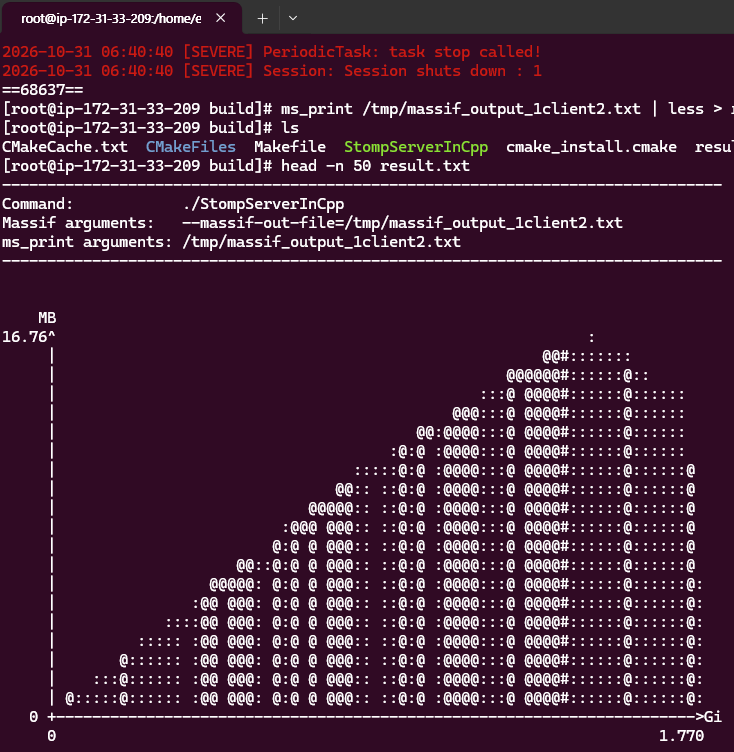 root@ip-172-31-33-209:/home/e
2026-10-31 06:40:40 [SEVERE] PeriodicTask: task stop called!
2026-10-31 06:40:40 [SEVERE] Session: Session shuts down : 1
==68637==
[root@ip-172-31-33-209 build]# ms_print /tmp/massif_output_1client2.txt | less >
[root@ip-172-31-33-209 build]# ls
CMakeCache.txt  CMakeFiles  Makefile  StompServerInCpp  cmake_install.cmake  resu
[root@ip-172-31-33-209 build]# head -n 50 result.txt
--------------------------------------------------------------------------------
Command:            ./StompServerInCpp
Massif arguments:   --massif-out-file=/tmp/massif_output_1client2.txt
ms_print arguments: /tmp/massif_output_1client2.txt
--------------------------------------------------------------------------------
MB
16.76^
0
->Gi
0 1.770